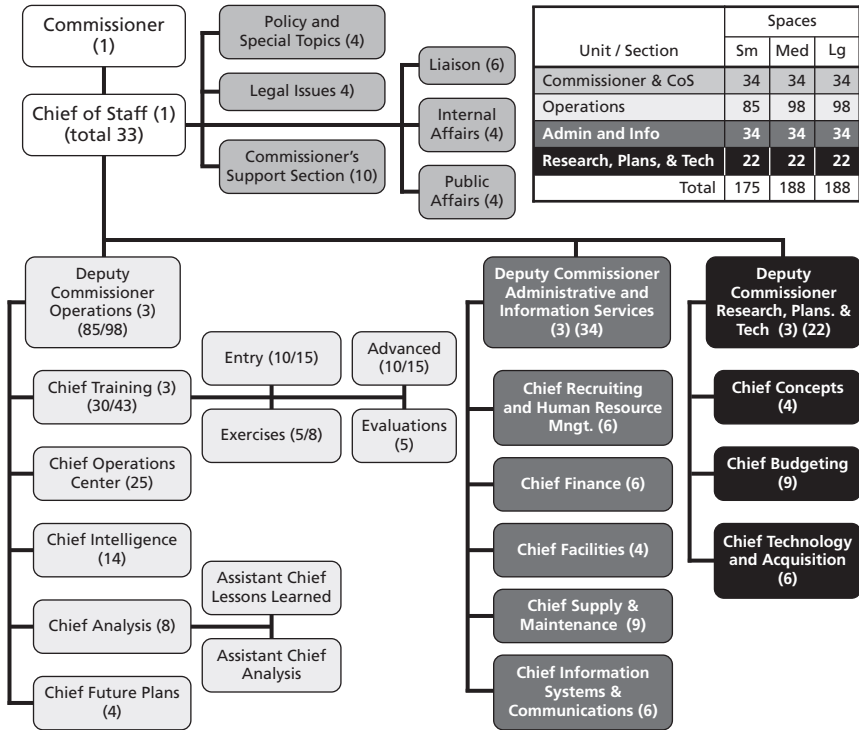 Commissioner
(1)
Chief of Staff (1)
(total 33)
Policy and
Special Topics (4)
Legal Issues 4)
Commissioner's
Support Section (10)
Liaison (6)
Internal
Affairs (4)
Public
Affairs (4)
Unit / Section
Spaces
Sm Med Lg
Commissioner & CoS 34 34 34
Operations 85 98 98
Admin and Info 34 34 34
Research, Plans, & Tech 22 22 22
Total 175 188 188
Deputy
Commissioner
Operations (3)
(85/98)
Chief Training (3)
(30/43)
Entry (10/15)
Advanced
(10/15)
Exercises (5/8)
Evaluations
(5)
Chief Operations
Center (25)
Chief Intelligence
(14)
Chief Analysis (8)
Assistant Chief
Lessons Learned
Assistant Chief
Analysis
Chief Future Plans
(4)
Deputy Commissioner
Administrative and
Information Services
(3) (34)
Chief Recruiting
and Human Resource
Mngt. (6)
Chief Finance (6)
Chief Facilities (4)
Chief Supply &
Maintenance (9)
Chief Information
Systems &
Communications (6)
Deputy
Commissioner
Research, Plans. &
Tech (3) (22)
Chief Concepts
(4)
Chief Budgeting
(9)
Chief Technology
and Acquisition
(6)